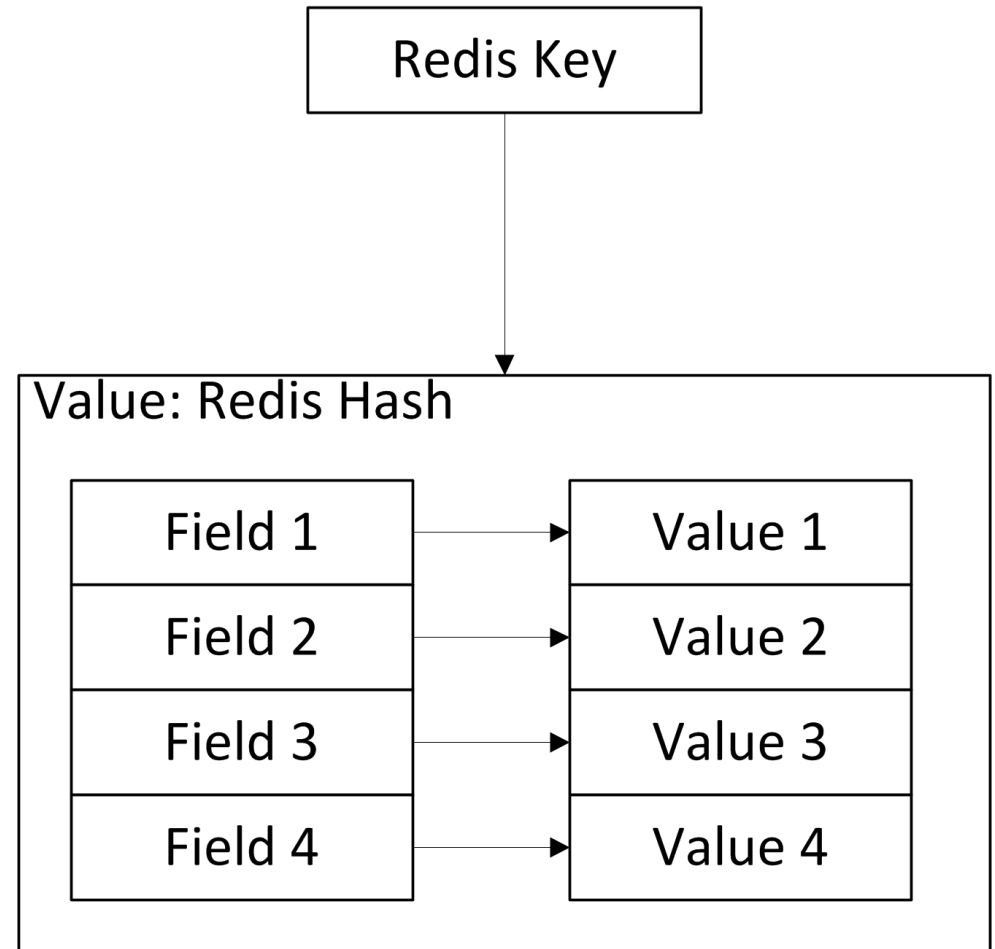 Redis Key
Value: Redis Hash
Field 1
Value 1
Field 2
Value 2
Field 3
Value 3
Field 4
Value 4